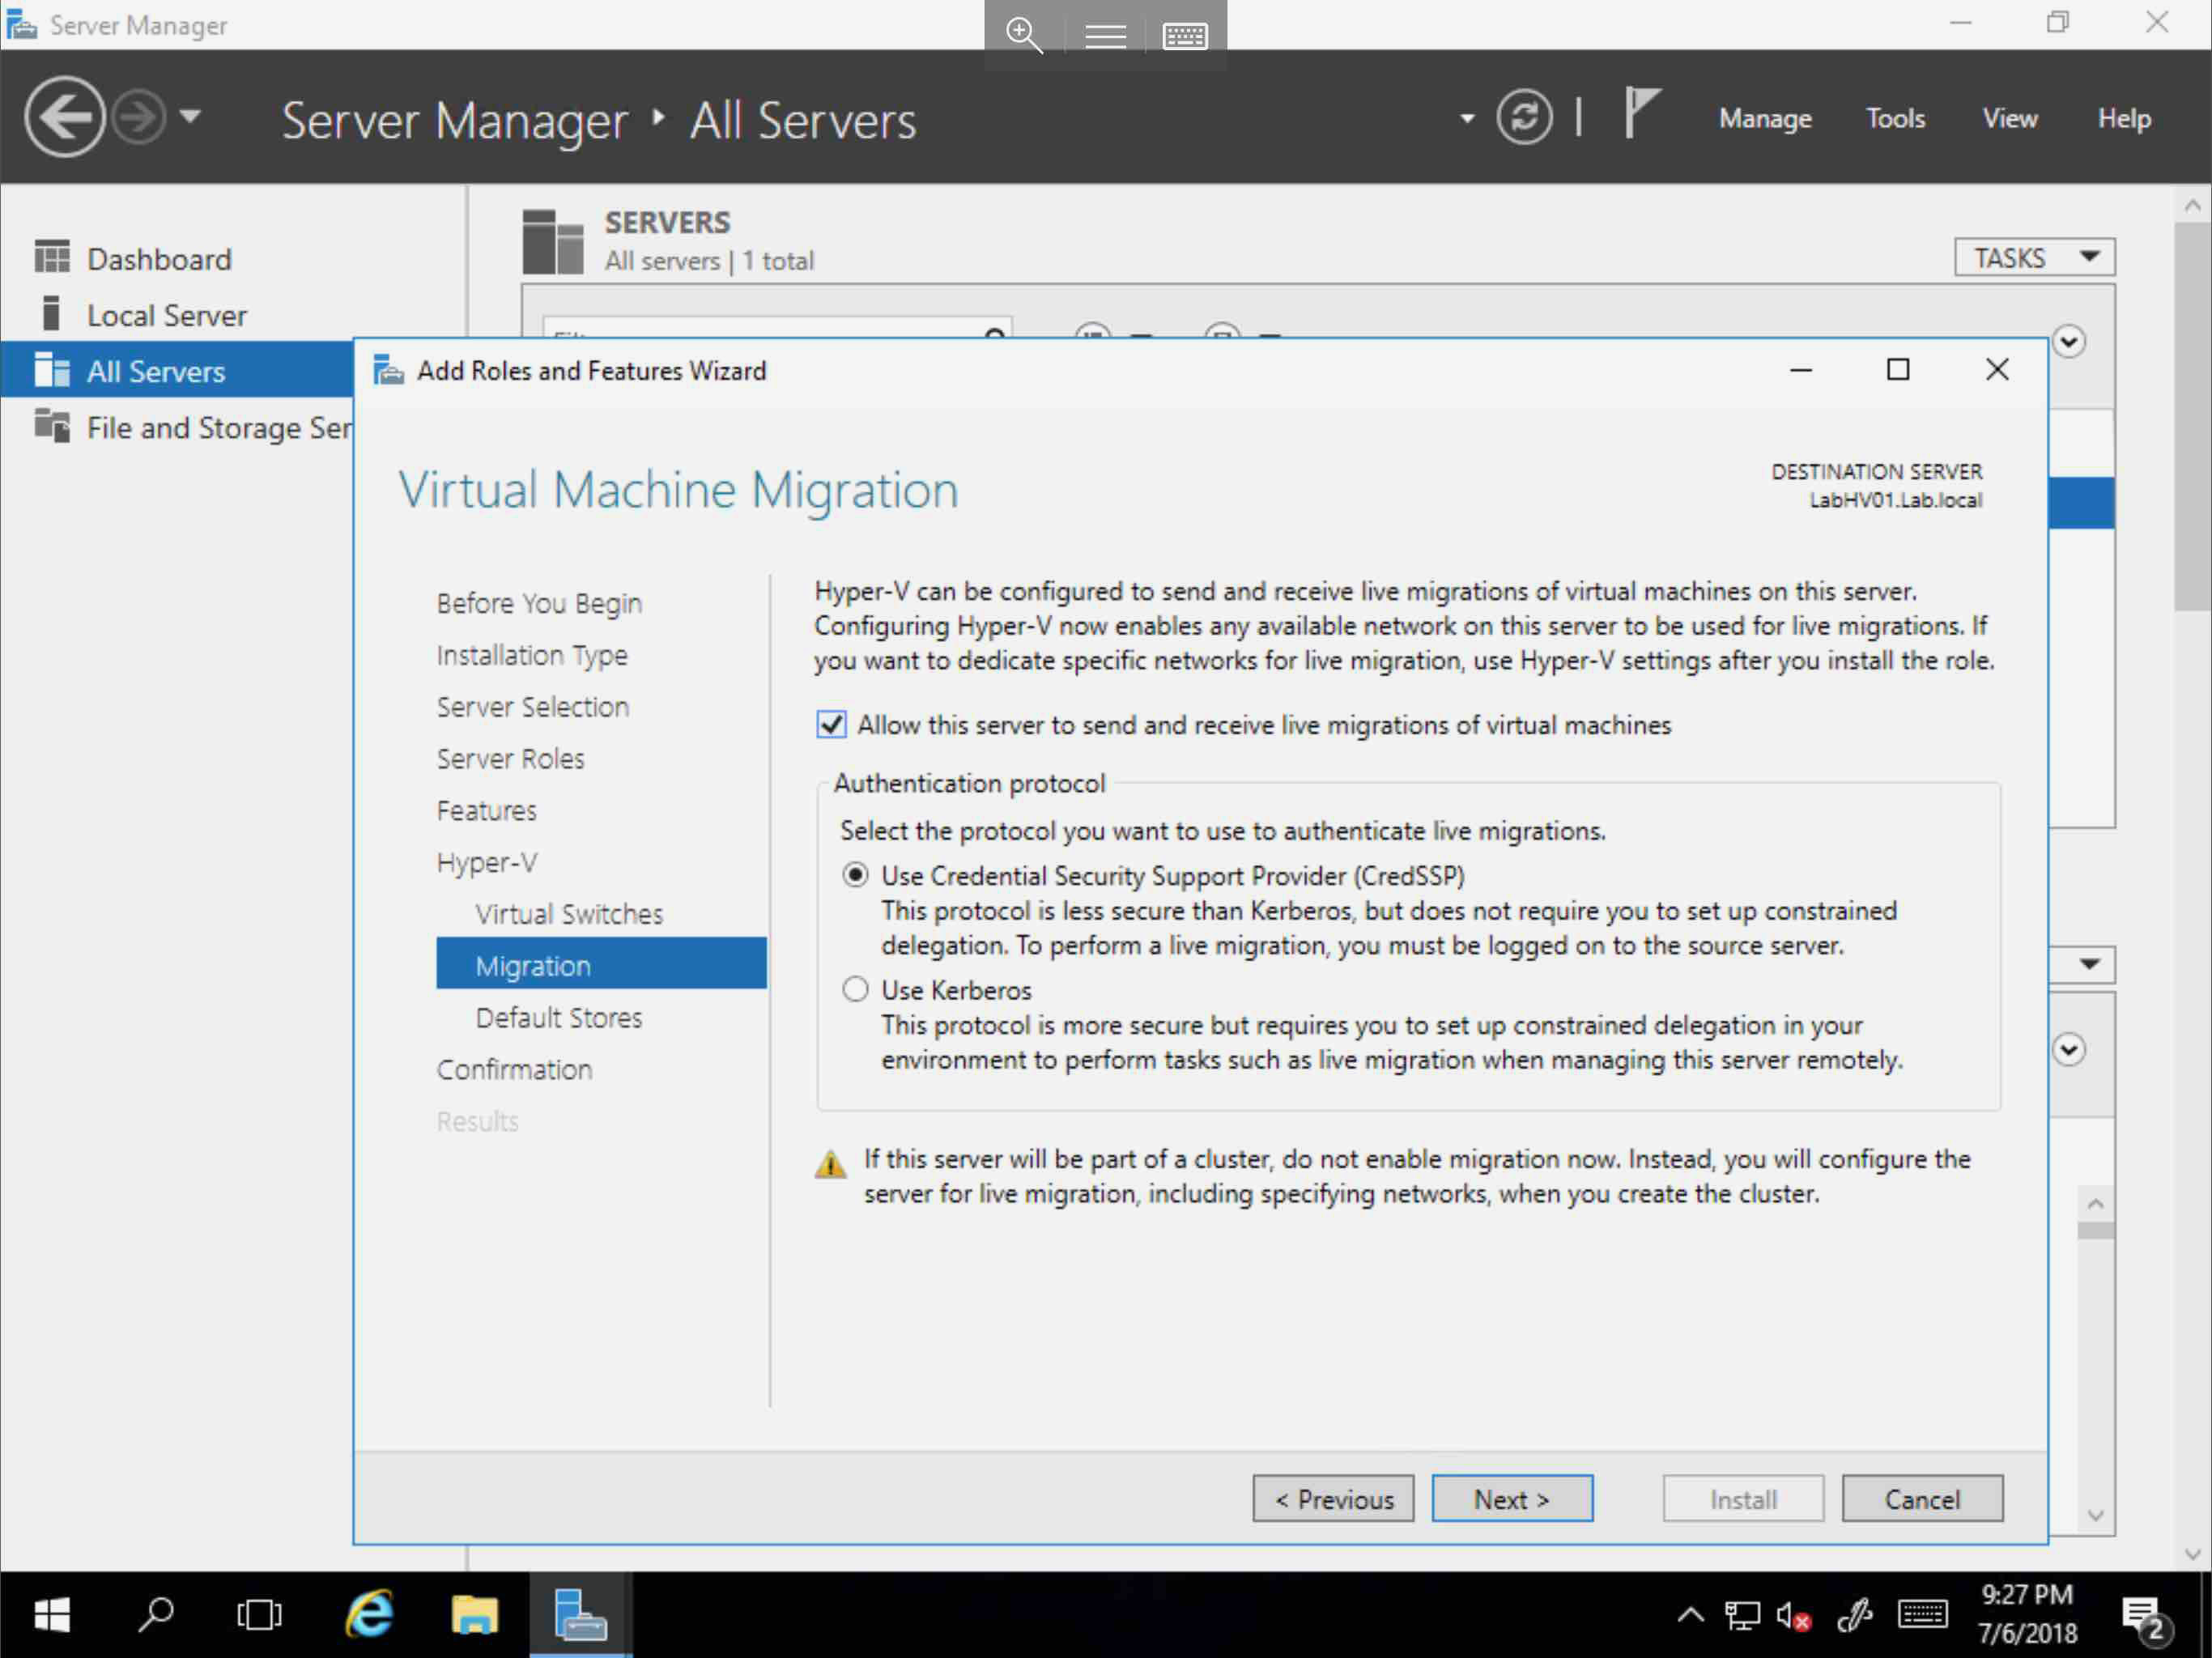 Server Manager
Server Manager ‣ All Servers
Manage
Tools
View
Help
Dashboard
Local Server
All Servers
File and Storage Ser
SERVERS
All servers | 1 total
TASKS
Add Roles and Features Wizard
Virtual Machine Migration
DESTINATION SERVER
LabHV01.Lab.local
Before You Begin
Installation Type
Server Selection
Server Roles
Features
Hyper-V
Virtual Switches
Migration
Default Stores
Confirmation
Results
Hyper-V can be configured to send and receive live migrations of virtual machines on this server.
Configuring Hyper-V now enables any available network on this server to be used for live migrations. If
you want to dedicate specific networks for live migration, use Hyper-V settings after you install the role.
Allow this server to send and receive live migrations of virtual machines
Authentication protocol
Select the protocol you want to use to authenticate live migrations.
Use Credential Security Support Provider (CredSSP)
This protocol is less secure than Kerberos, but does not require you to set up constrained
delegation. To perform a live migration, you must be logged on to the source server.
Use Kerberos
This protocol is more secure but requires you to set up constrained delegation in your
environment to perform tasks such as live migration when managing this server remotely.
If this server will be part of a cluster, do not enable migration now. Instead, you will configure the
server for live migration, including specifying networks, when you create the cluster.
< Previous
Next >
Install
Cancel
9:27 PM
7/6/2018
2